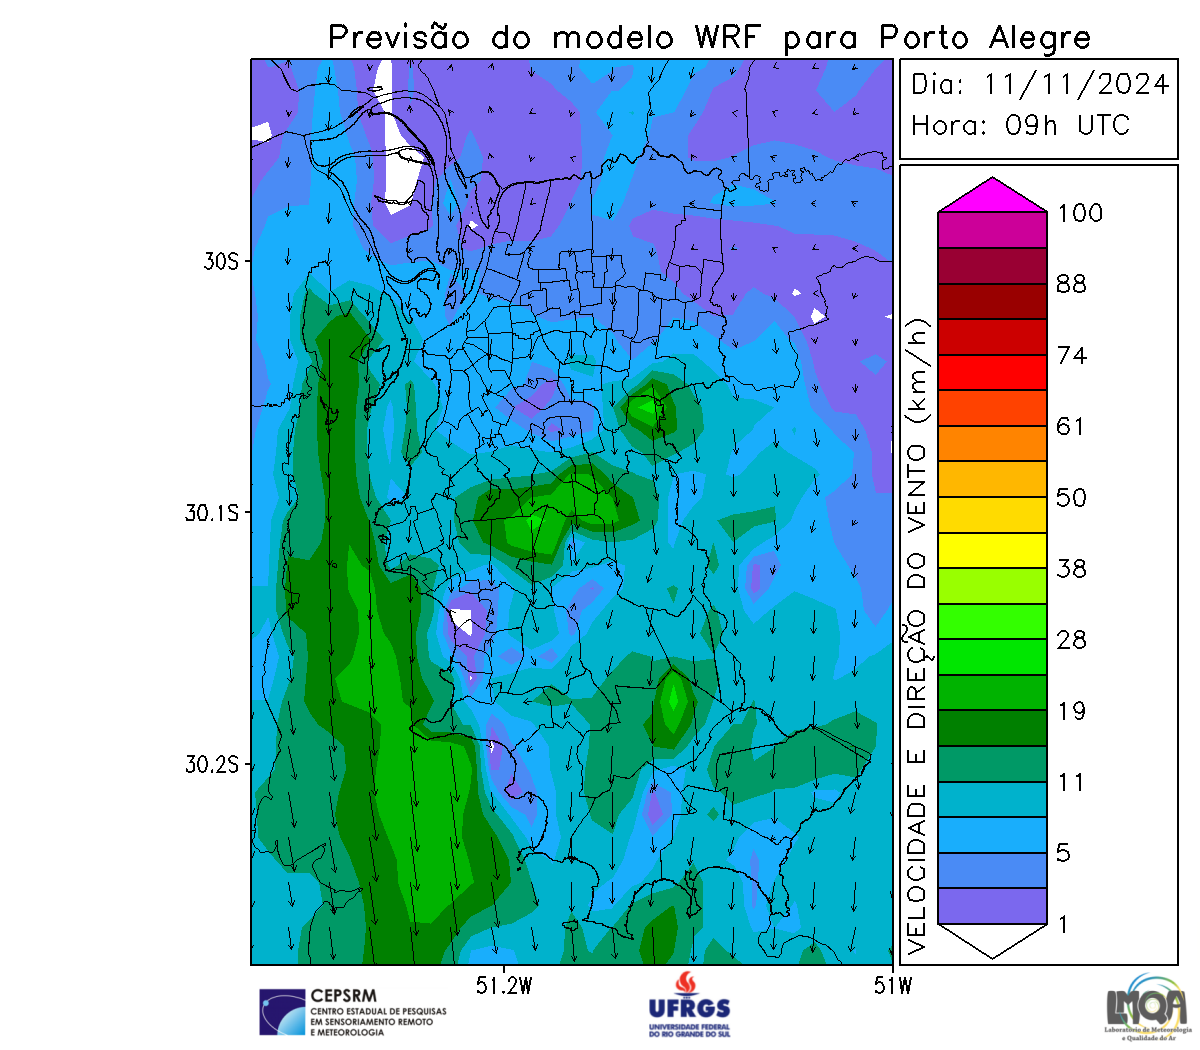 Previsão do modelo WRF para Porto Alegre
Dia: 11/11/2024
Hora: 09h UTC
100
88
74
61
50
38
28
19
11
5
1
VELOCIDADE E DIREÇÃO DO VENTO (km/h)
30S
30.1S
30.2S
51.2W
51W
CEPSRM
CENTRO ESTADUAL DE PESQUISAS
EM SENSORIAMENTO REMOTO
E METEOROLOGIA
UFRGS
UNIVERSIDADE FEDERAL
DO RIO GRANDE DO SUL
LMQA
Laboratório de Meteorologia
e Qualidade do Ar